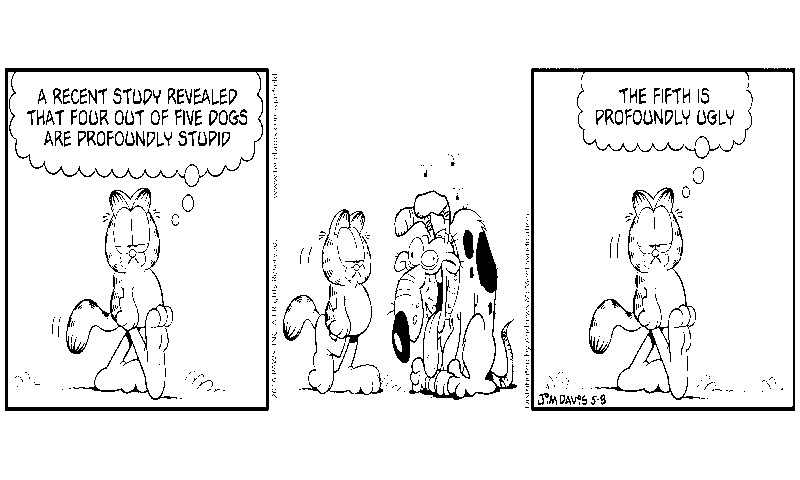 A RECENT STUDY REVEALED
THAT FOUR OUT OF FIVE DOGS
ARE PROFOUNDLY STUPID
THE FIFTH IS
PROFOUNDLY UGLY
JIM DAVIS 5-8